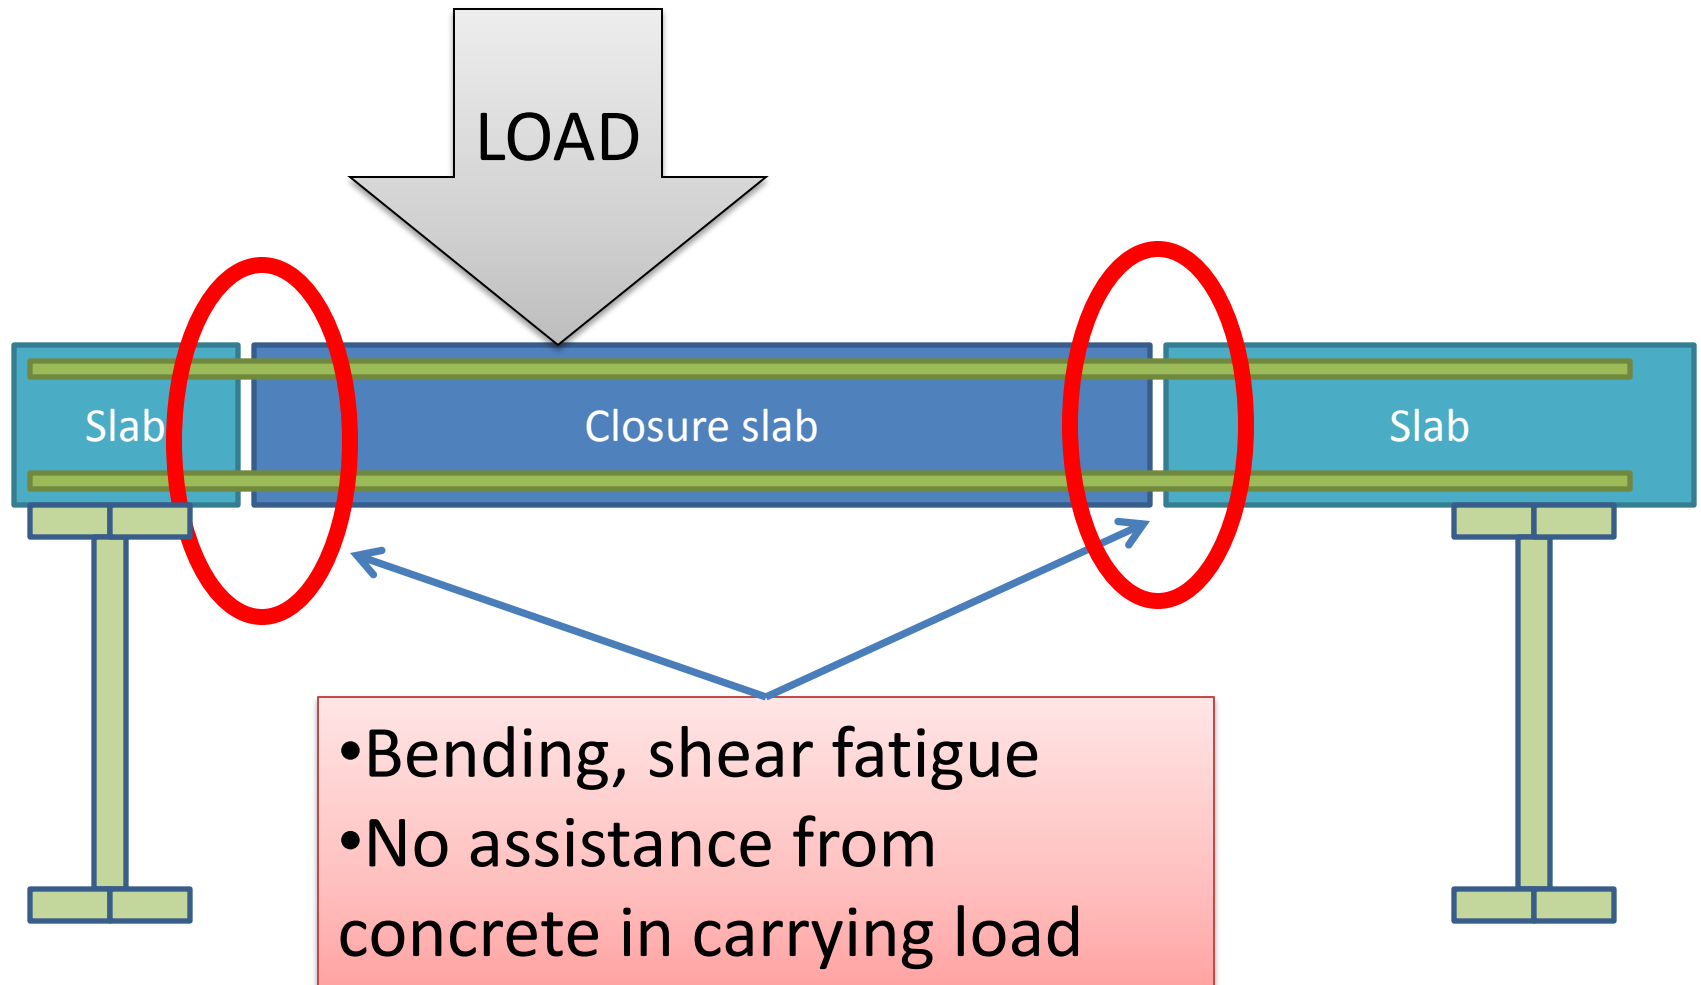 LOAD
Slab
Closure slab
Slab
•Bending, shear fatigue
•No assistance from
concrete in carrying load